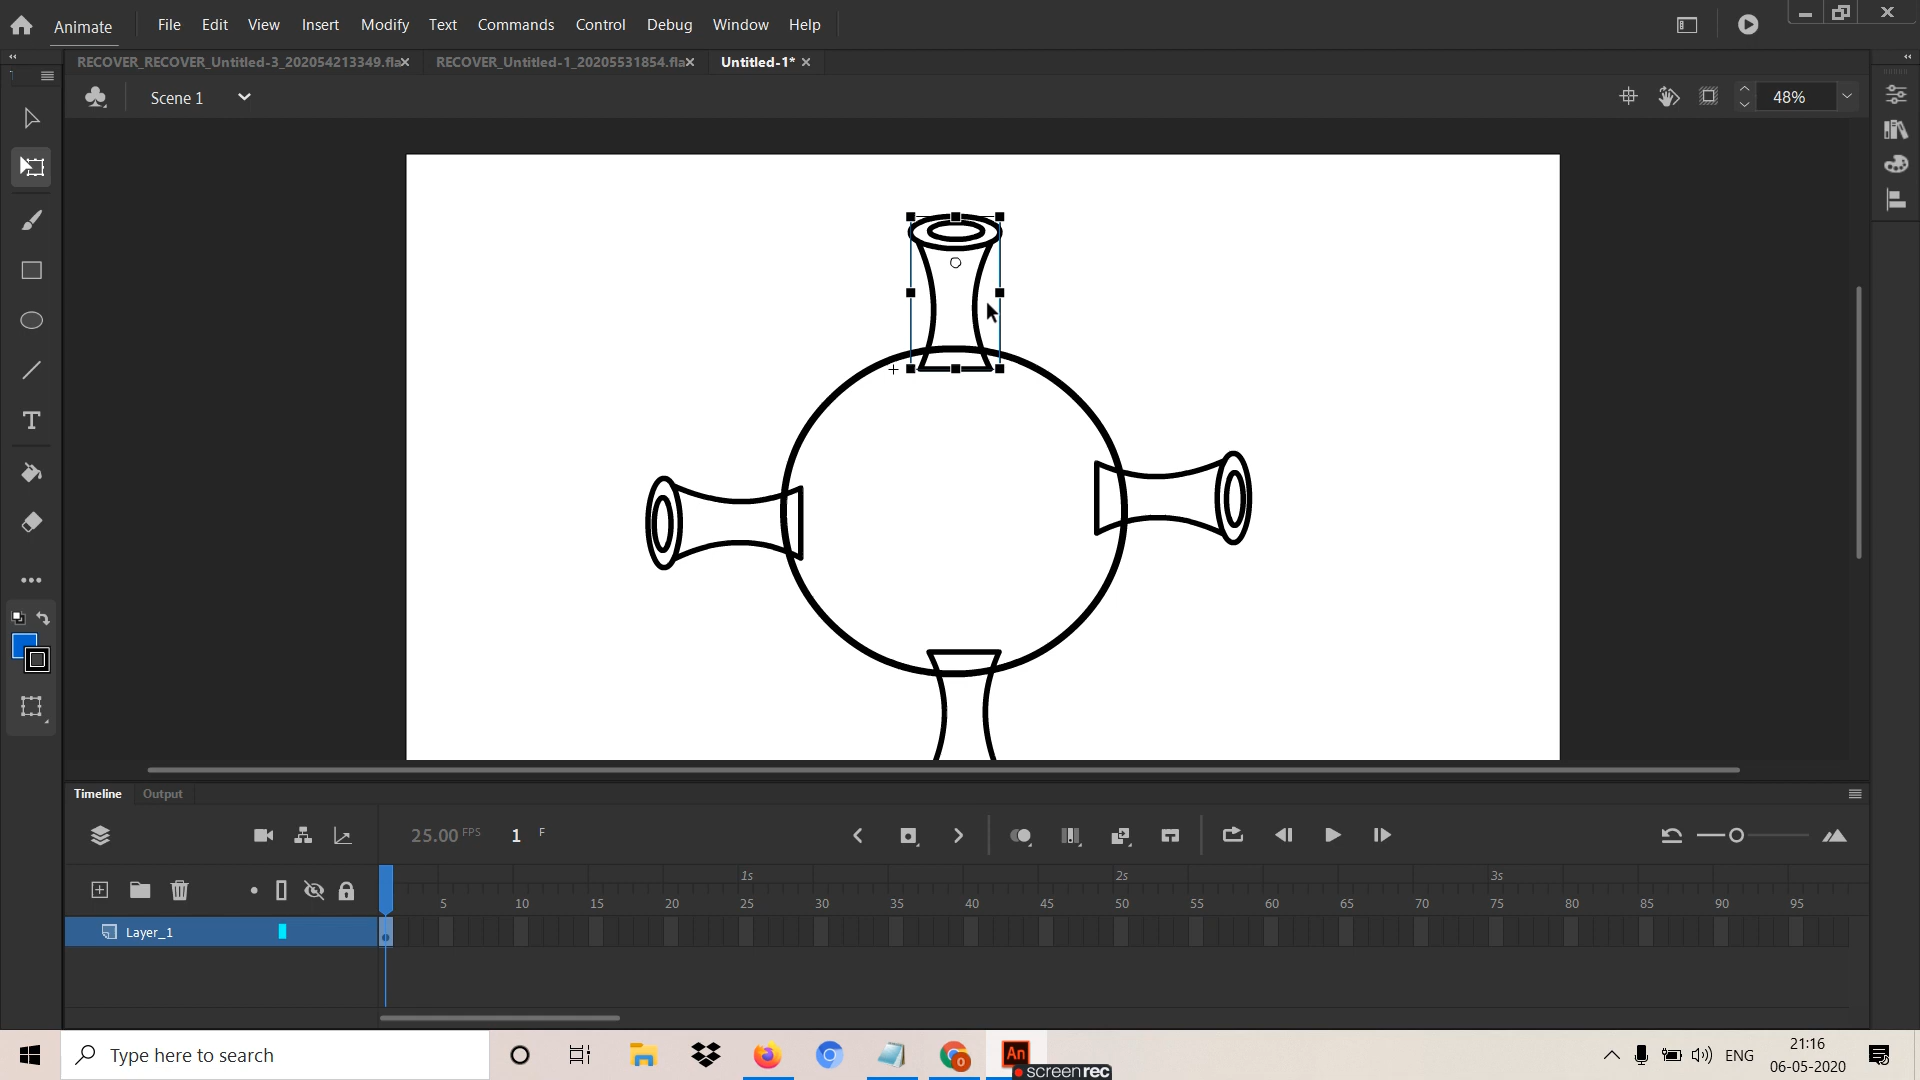 Animate File Edit View Insert Modify Text Commands Control Debug Window Help
RECOVER_RECOVER_Untitled-3_202054213349.fla RECOVER_Untitled-1_20205531854.fla Untitled-1*
Scene 1 48%
Timeline Output
25.00 FPS 1 F
1s 2s 3s
5 10 15 20 25 30 35 40 45 50 55 60 65 70 75 80 85 90 95
Layer_1
Type here to search
An
ENG
21:16
06-05-2020
screenrec